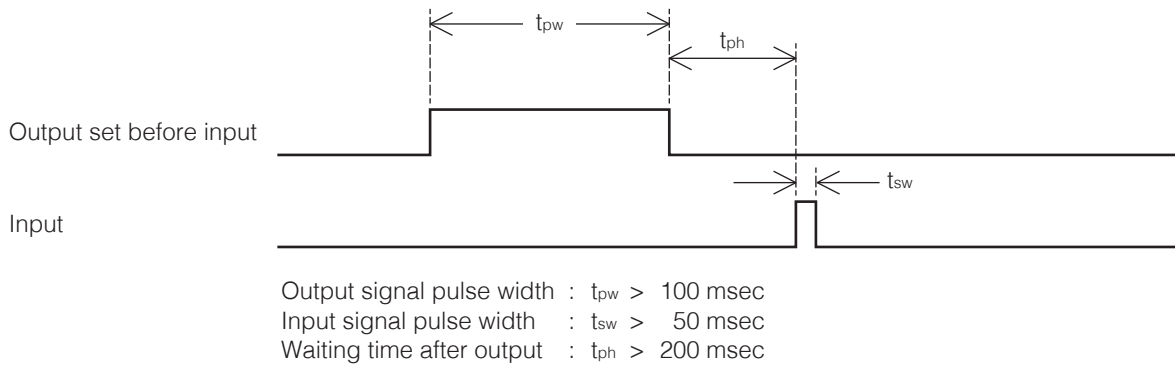 tpw
tph
Output set before input
tsw
Input
Output signal pulse width : tpw > 100 msec
Input signal pulse width : tsw > 50 msec
Waiting time after output : tph > 200 msec